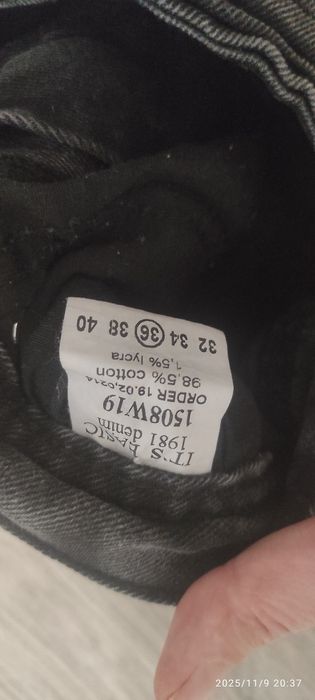 IT'S BASIC
1981 denim
1508W19
ORDER 19.02.0214
98,5% cotton
1,5% lycra
32 34 36 38 40
2025/11/9 20:37